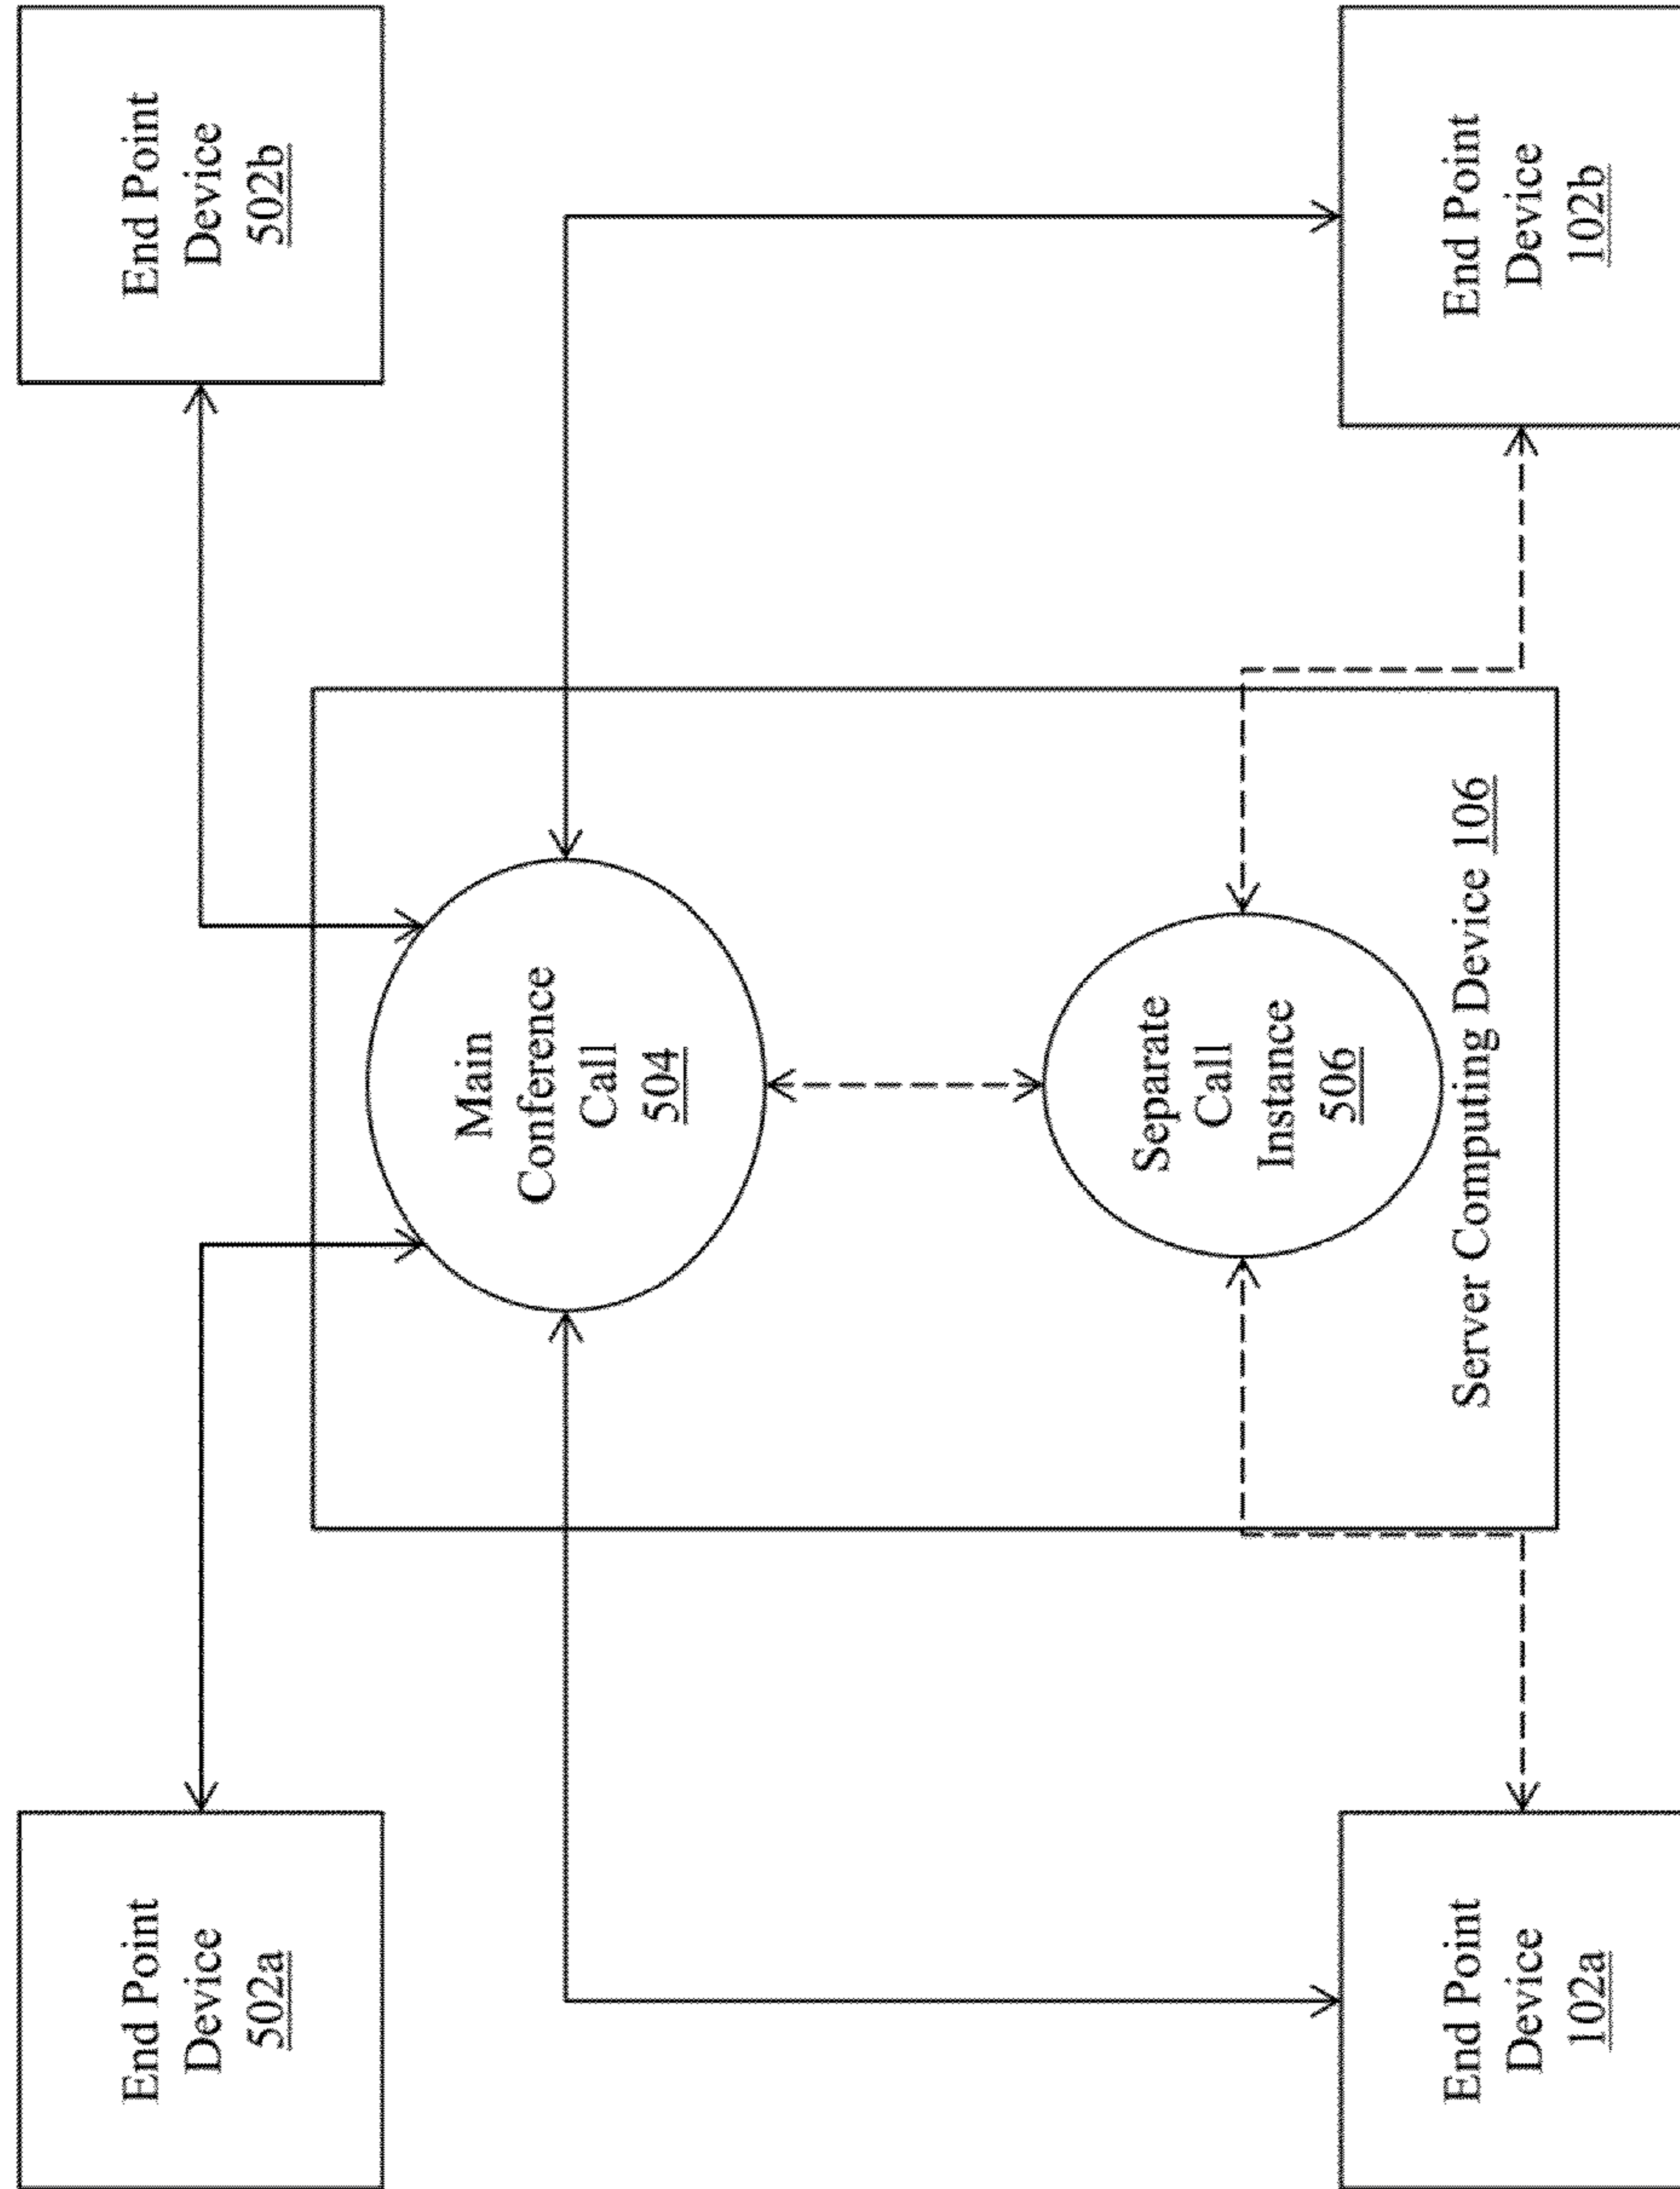 End Point
Device
502a
End Point
Device
502b
Main
Conference
Call
504
Separate
Call
Instance
506
Server Computing Device 106
End Point
Device
102a
End Point
Device
102b